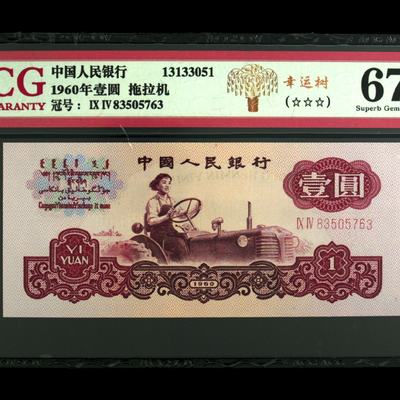 CG
中国人民银行 13133051
WARRANTY 1960年壹圆 拖拉机
冠号: IX IV 83505763
幸运树
(☆☆☆)
67
Superb Gem
中国人民银行
壹圆
IX IV 83505763
YI
YUAN
1960
1